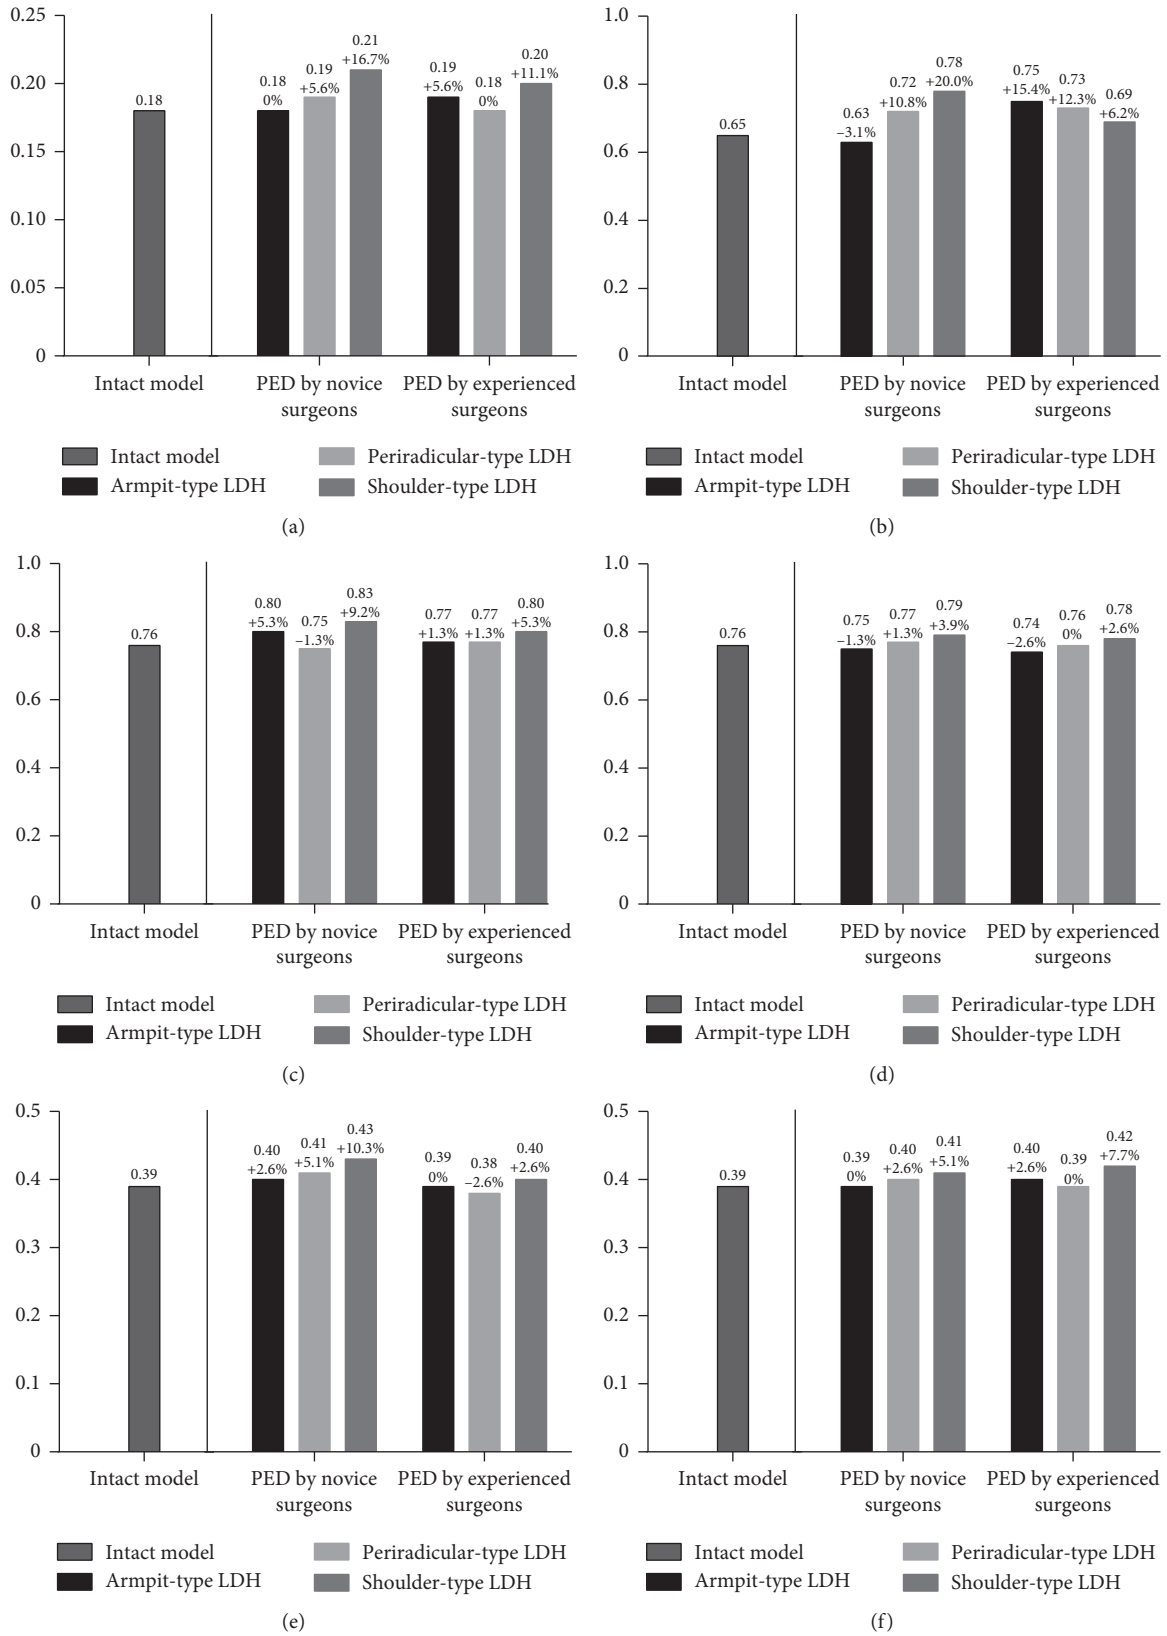 0.25
0.20
0.15
0.10
0.05
0
0.18
0.18
0%
0.19
+5.6%
0.21
+16.7%
0.19
+5.6%
0.18
0%
0.20
+11.1%
Intact model
PED by novice
surgeons
PED by experienced
surgeons
Intact model
Armpit-type LDH
Periradicular-type LDH
Shoulder-type LDH
(a)
1.0
0.8
0.6
0.4
0.2
0
0.65
0.63
–3.1%
0.72
+10.8%
0.78
+20.0%
0.75
+15.4%
0.73
+12.3%
0.69
+6.2%
Intact model
PED by novice
surgeons
PED by experienced
surgeons
Intact model
Armpit-type LDH
Periradicular-type LDH
Shoulder-type LDH
(b)
1.0
0.8
0.6
0.4
0.2
0
0.76
0.80
+5.3%
0.75
–1.3%
0.83
+9.2%
0.77
+1.3%
0.77
+1.3%
0.80
+5.3%
Intact model
PED by novice
surgeons
PED by experienced
surgeons
Intact model
Armpit-type LDH
Periradicular-type LDH
Shoulder-type LDH
(c)
1.0
0.8
0.6
0.4
0.2
0
0.76
0.75
–1.3%
0.77
+1.3%
0.79
+3.9%
0.74
–2.6%
0.76
0%
0.78
+2.6%
Intact model
PED by novice
surgeons
PED by experienced
surgeons
Intact model
Armpit-type LDH
Periradicular-type LDH
Shoulder-type LDH
(d)
0.5
0.4
0.3
0.2
0.1
0
0.39
0.40
+2.6%
0.41
+5.1%
0.43
+10.3%
0.39
0%
0.38
–2.6%
0.40
+2.6%
Intact model
PED by novice
surgeons
PED by experienced
surgeons
Intact model
Armpit-type LDH
Periradicular-type LDH
Shoulder-type LDH
(e)
0.5
0.4
0.3
0.2
0.1
0
0.39
0.39
0%
0.40
+2.6%
0.41
+5.1%
0.40
+2.6%
0.39
0%
0.42
+7.7%
Intact model
PED by novice
surgeons
PED by experienced
surgeons
Intact model
Armpit-type LDH
Periradicular-type LDH
Shoulder-type LDH
(f)